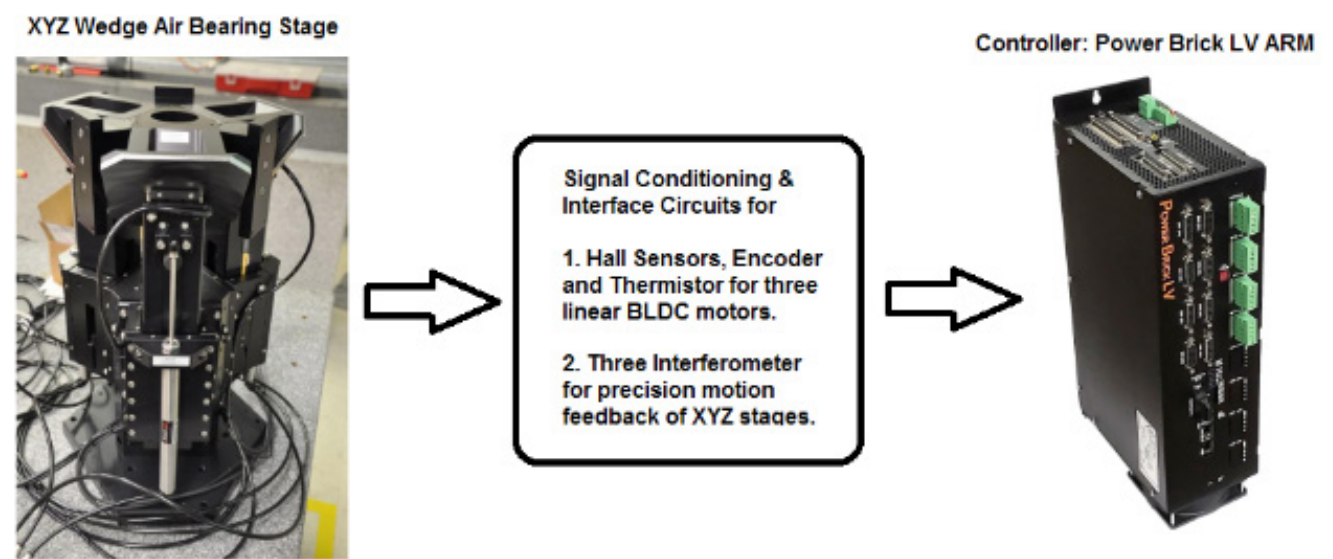 XYZ Wedge Air Bearing Stage
Controller: Power Brick LV ARM
Signal Conditioning &
Interface Circuits for
1. Hall Sensors, Encoder
and Thermistor for three
linear BLDC motors.
2. Three Interferometer
for precision motion
feedback of XYZ stages.
POWER BRICK LV